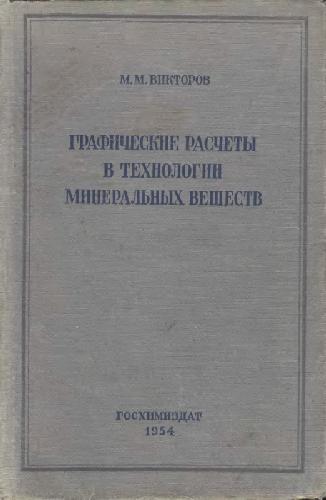 М. М. ВИКТОРОВ
ГРАФИЧЕСКИЕ РАСЧЕТЫ
В ТЕХНОЛОГИИ
МИНЕРАЛЬНЫХ ВЕЩЕСТВ
ГОСХИМИЗДАТ
1954